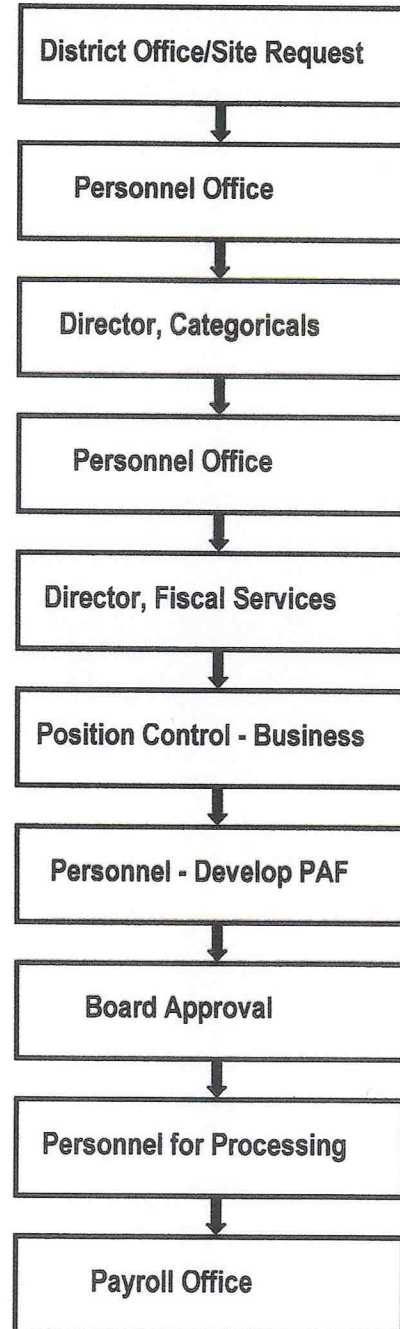 District Office/Site Request
Personnel Office
Director, Categoricals
Personnel Office
Director, Fiscal Services
Position Control - Business
Personnel - Develop PAF
Board Approval
Personnel for Processing
Payroll Office